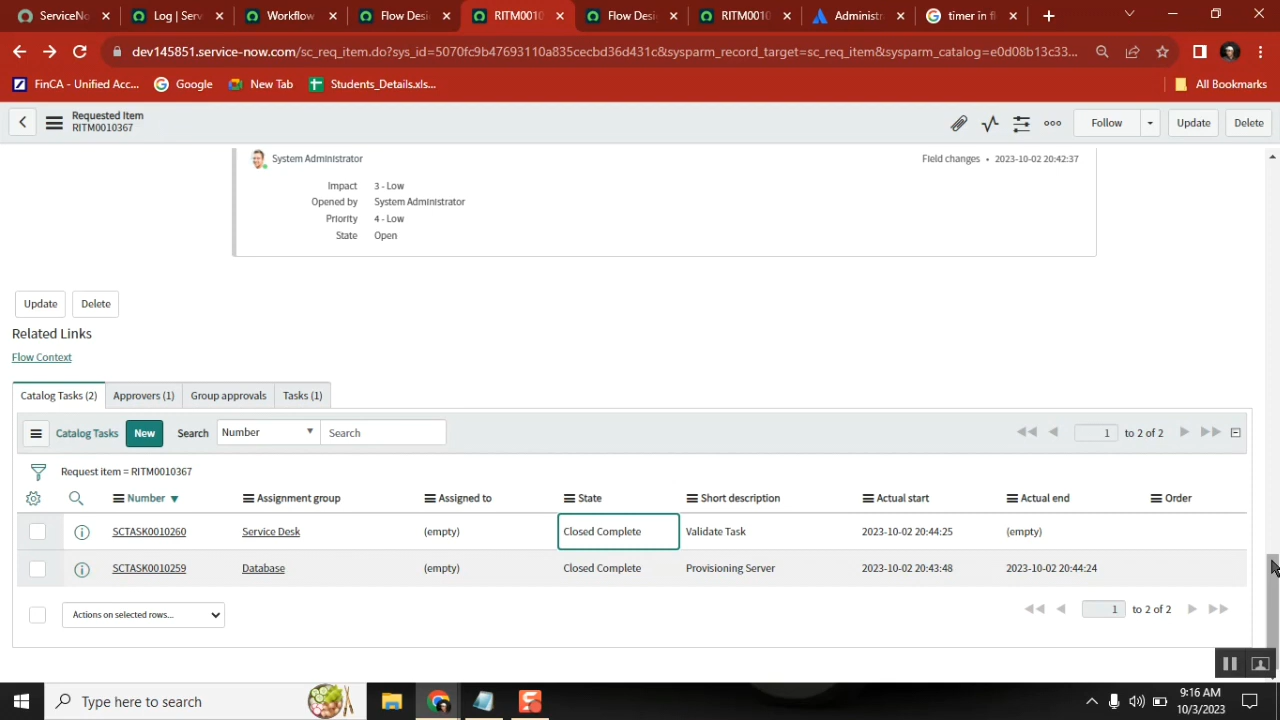 ServiceNo
Log | Serv
Workflow
Flow Desi
RITM0010
Flow Desi
RITM0010
Administr
timer in fl
dev145851.service-now.com/sc_req_item.do?sys_id=5070fc9b47693110a835cecbd36d431c&sysparm_record_target=sc_req_item&sysparm_catalog=e0d08b13c33...
FinCA - Unified Acc...
Google
New Tab
Students_Details.xls...
All Bookmarks
Requested Item
RITM0010367
Follow
Update
Delete
System Administrator
Field changes • 2023-10-02 20:42:37
Impact 3 - Low
Opened by System Administrator
Priority 4 - Low
State Open
Update
Delete
Related Links
Flow Context
Catalog Tasks (2)
Approvers (1)
Group approvals
Tasks (1)
Catalog Tasks New Search Number Search 1 to 2 of 2
Request item = RITM0010367
Number Assignment group Assigned to State Short description Actual start Actual end Order
SCTASK0010260 Service Desk (empty) Closed Complete Validate Task 2023-10-02 20:44:25 (empty)
SCTASK0010259 Database (empty) Closed Complete Provisioning Server 2023-10-02 20:43:48 2023-10-02 20:44:24
Actions on selected rows... 1 to 2 of 2
Type here to search
9:16 AM
10/3/2023